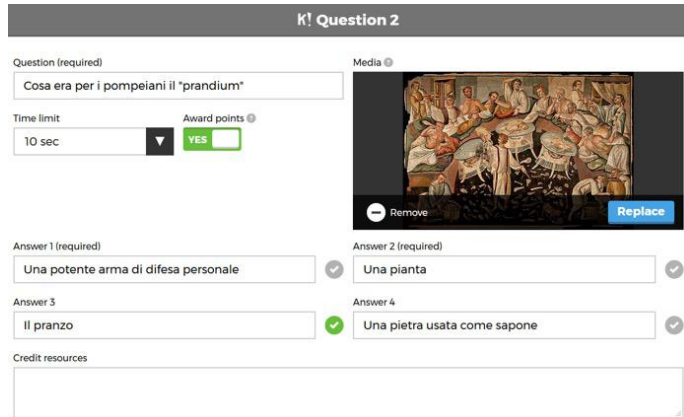 K! Question 2
Question (required)
Media
Cosa era per i pompeiani il "prandium"
Time limit
Award points
10 sec
YES
Remove
Replace
Answer 1 (required)
Answer 2 (required)
Una potente arma di difesa personale
Una pianta
Answer 3
Answer 4
Il pranzo
Una pietra usata come sapone
Credit resources